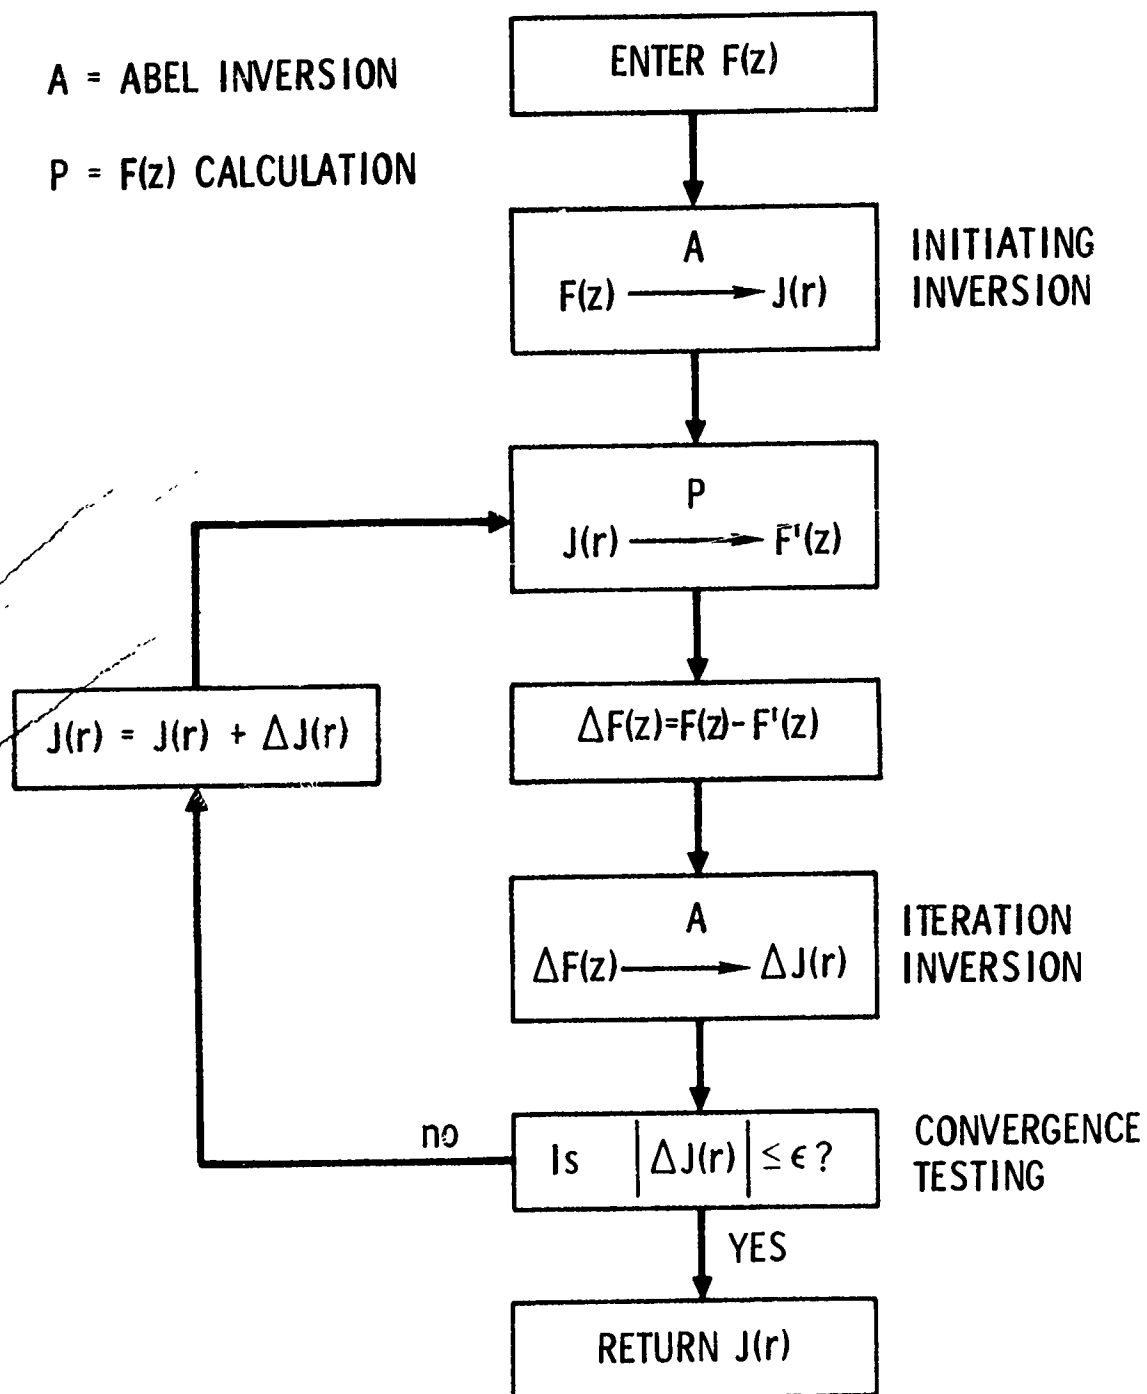 A = ABEL INVERSION
P = F(z) CALCULATION
ENTER F(z)
A
F(z) ⟶ J(r)
INITIATING
INVERSION
P
J(r) ⟶ F'(z)
J(r) = J(r) + ΔJ(r)
ΔF(z)=F(z)-F'(z)
A
ΔF(z) ⟶ ΔJ(r)
ITERATION
INVERSION
no
Is |ΔJ(r)| ≤ ϵ?
CONVERGENCE
TESTING
YES
RETURN J(r)